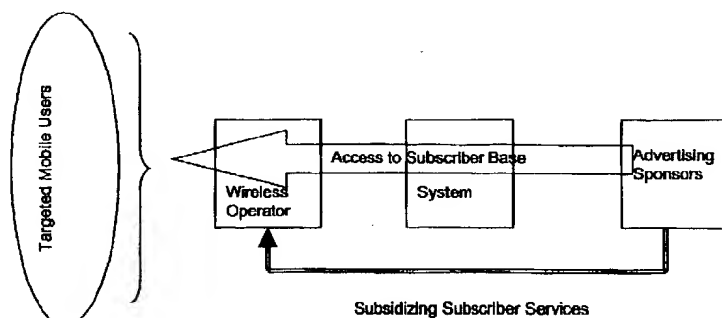 Targeted Mobile Users
Access to Subscriber Base
Wireless
Operator
System
Advertising
Sponsors
Subsidizing Subscriber Services